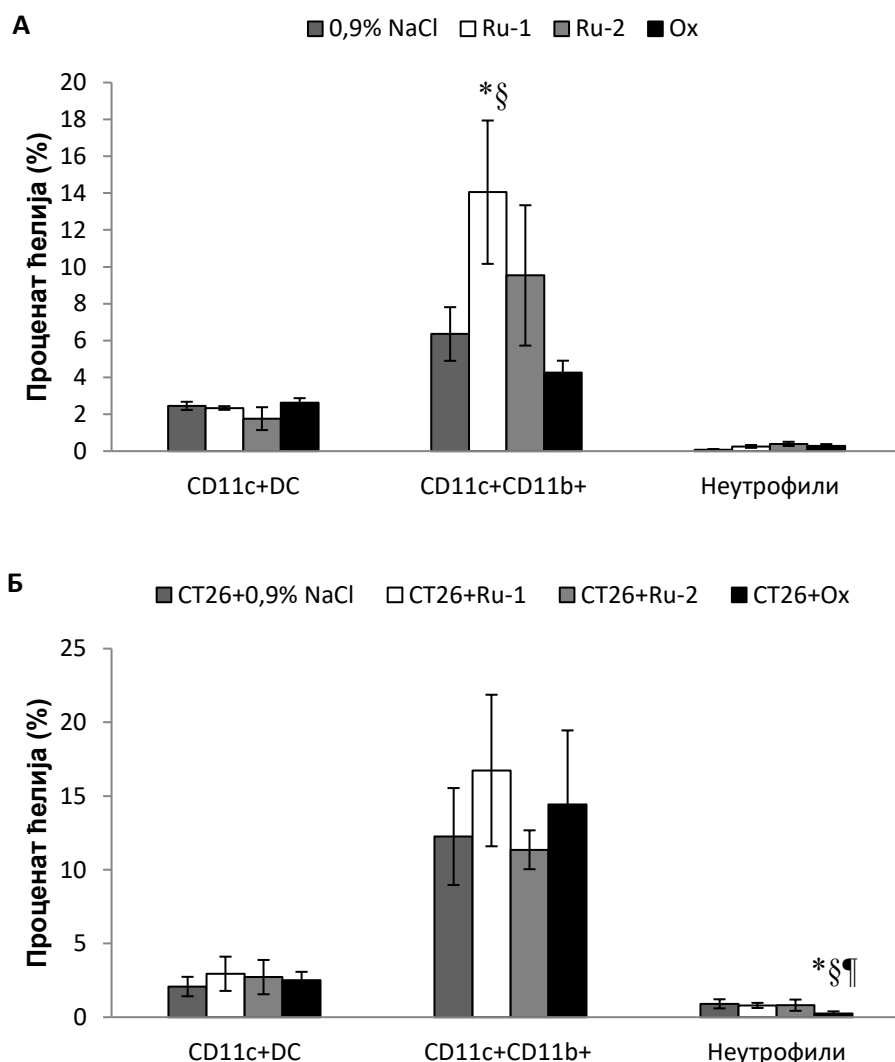 А
0,9% NaCl Ru-1 Ru-2 Ox
Проценат ћелија (%)
20
18
16
14
12
10
8
6
4
2
0
*§
CD11c+DC CD11c+CD11b+ Неутрофили
Б
CT26+0,9% NaCl CT26+Ru-1 CT26+Ru-2 CT26+Ox
Проценат ћелија (%)
25
20
15
10
5
0
*§¶
CD11c+DC CD11c+CD11b+ Неутрофили